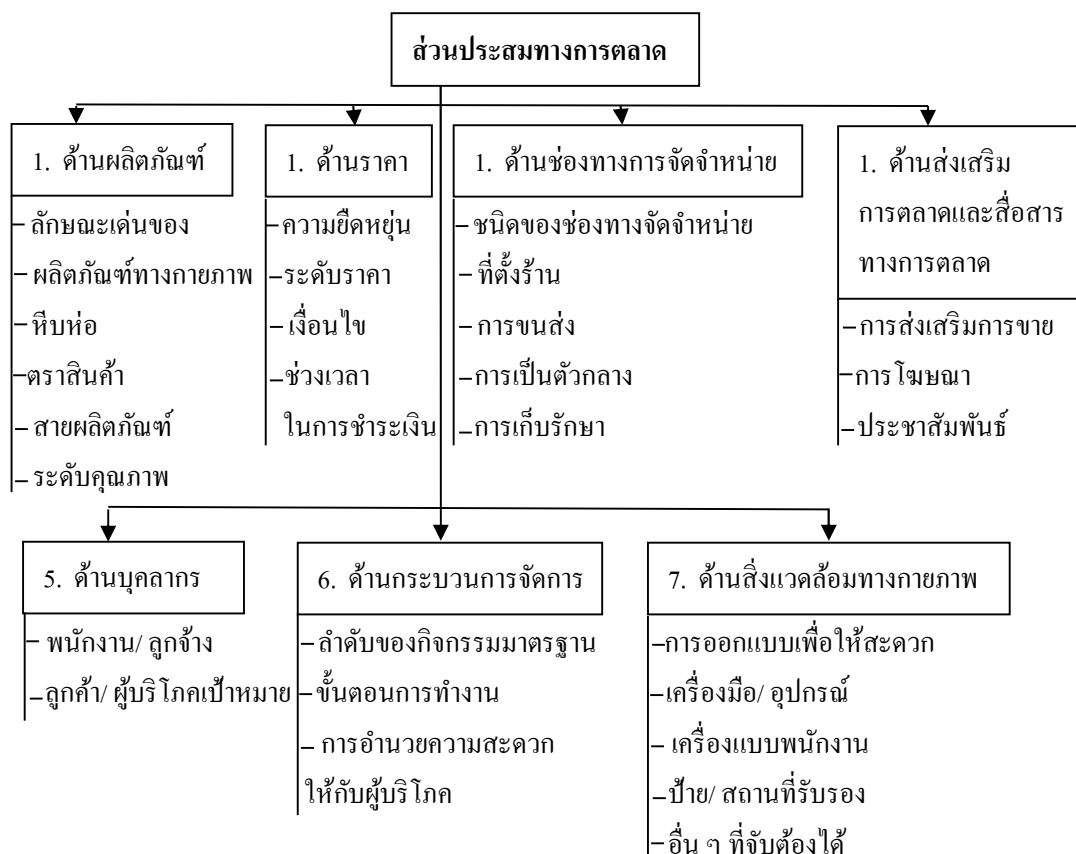 ส่วนประสมทางการตลาด
1. ด้านผลิตภัณฑ์
– ลักษณะเด่นของ
– ผลิตภัณฑ์ทางกายภาพ
– หีบห่อ
–ตราสินค้า
– สายผลิตภัณฑ์
– ระดับคุณภาพ
1. ด้านราคา
–ความยืดหยุ่น
–ระดับราคา
–เงื่อนไข
–ช่วงเวลา
ในการชำระเงิน
1. ด้านช่องทางการจัดจำหน่าย
– ชนิดของช่องทางจัดจำหน่าย
– ที่ตั้งร้าน
– การขนส่ง
– การเป็นตัวกลาง
– การเก็บรักษา
1. ด้านส่งเสริม
การตลาดและสื่อสาร
ทางการตลาด
– การส่งเสริมการขาย
–การโฆษณา
– ประชาสัมพันธ์
5. ด้านบุคลากร
– พนักงาน/ ลูกจ้าง
–ลูกค้า/ ผู้บริโภคเป้าหมาย
6. ด้านกระบวนการจัดการ
–ลำดับของกิจกรรมมาตรฐาน
–ขั้นตอนการทำงาน
– การอำนวยความสะดวก
ให้กับผู้บริโภค
7. ด้านสิ่งแวดล้อมทางกายภาพ
–การออกแบบเพื่อให้สะดวก
–เครื่องมือ/ อุปกรณ์
– เครื่องแบบพนักงาน
–ป้าย/ สถานที่รับรอง
–อื่น ๆ ที่จับต้องได้